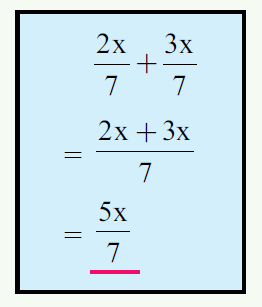 2x/7 + 3x/7
= (2x + 3x)/7
= 5x/7